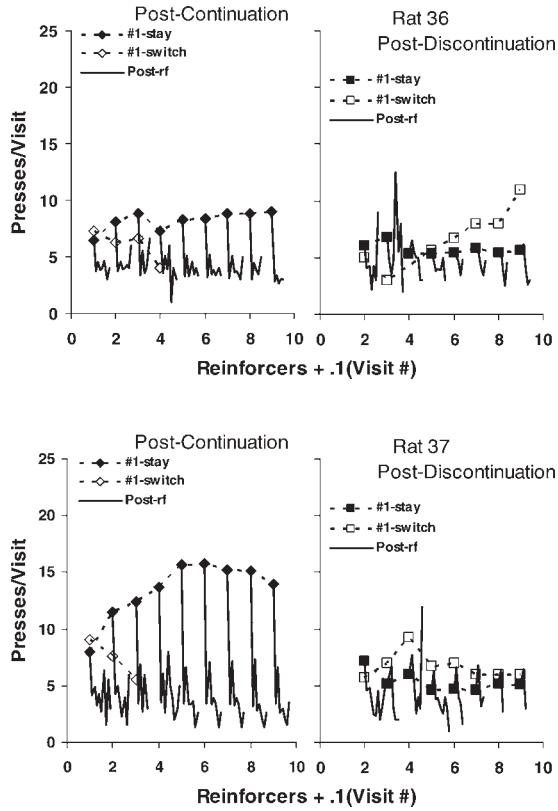 Post-Continuation
#1-stay
#1-switch
Post-rf
Rat 36
Post-Discontinuation
#1-stay
#1-switch
Post-rf
Presses/Visit
25
20
15
10
5
0
0 2 4 6 8 10
0 2 4 6 8 10
Reinforcers + .1(Visit #)
Post-Continuation
#1-stay
#1-switch
Post-rf
Rat 37
Post-Discontinuation
#1-stay
#1-switch
Post-rf
Presses/Visit
25
20
15
10
5
0
0 2 4 6 8 10
0 2 4 6 8 10
Reinforcers + .1(Visit #)